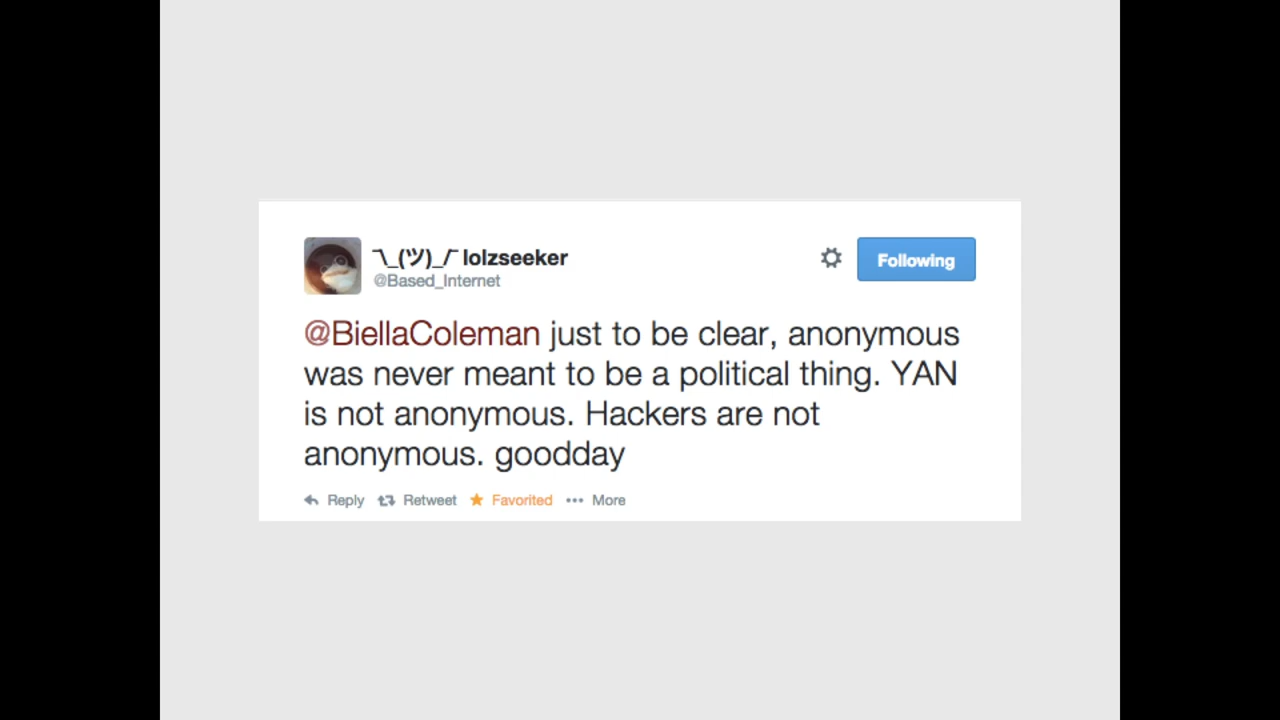 ¯\_(ツ)_/¯ lolzseeker
@Based_Internet
Following
@BiellaColeman just to be clear, anonymous
was never meant to be a political thing. YAN
is not anonymous. Hackers are not
anonymous. goodday
Reply Retweet Favorited More